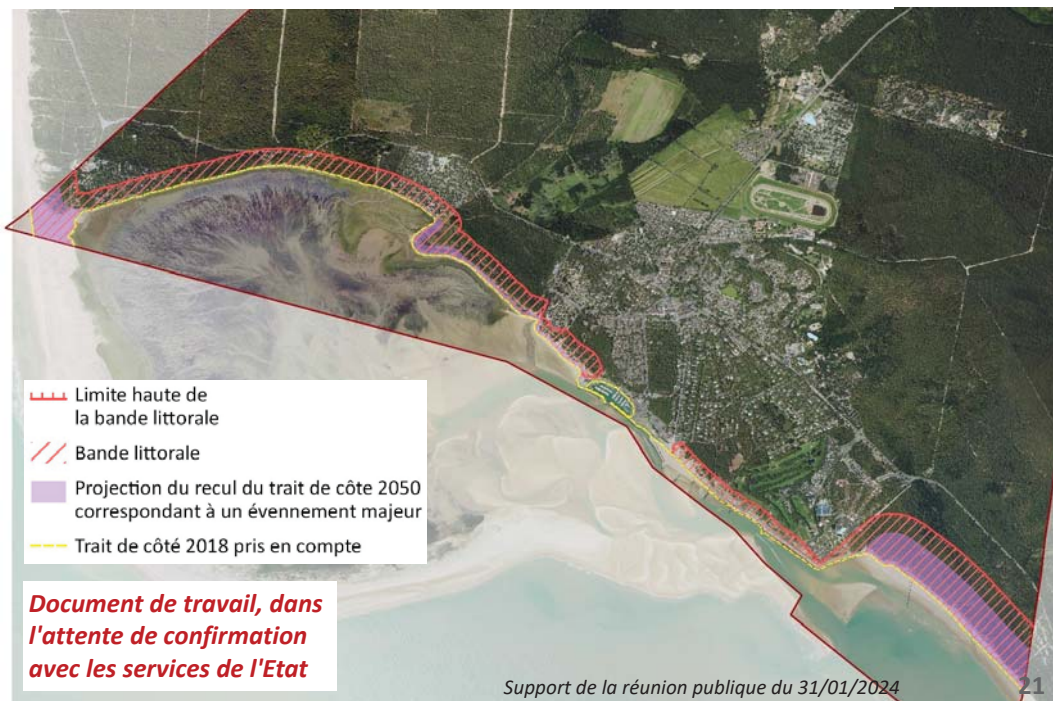 Limite haute de
la bande littorale
Bande littorale
Projection du recul du trait de côte 2050
correspondant à un évennement majeur
Trait de côté 2018 pris en compte
Document de travail, dans
l'attente de confirmation
avec les services de l'Etat
Support de la réunion publique du 31/01/2024
21